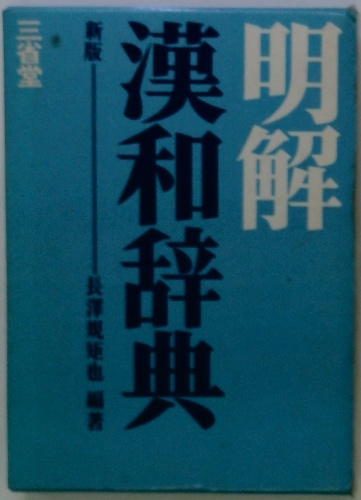 明解
漢和辞典
新版 長澤規矩也 編著
三省堂